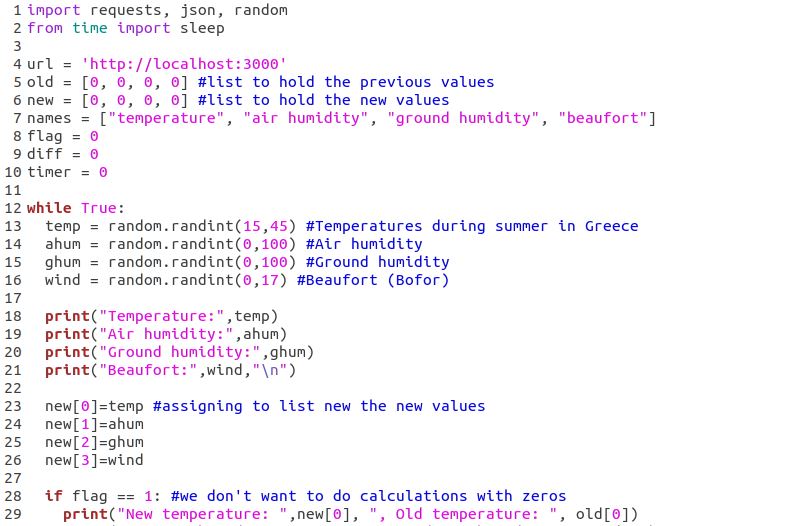 1 import requests, json, random
2 from time import sleep
3
4 url = 'http://localhost:3000'
5 old = [0, 0, 0, 0] #list to hold the previous values
6 new = [0, 0, 0, 0] #list to hold the new values
7 names = ["temperature", "air humidity", "ground humidity", "beaufort"]
8 flag = 0
9 diff = 0
10 timer = 0
11
12 while True:
13   temp = random.randint(15,45) #Temperatures during summer in Greece
14   ahum = random.randint(0,100) #Air humidity
15   ghum = random.randint(0,100) #Ground humidity
16   wind = random.randint(0,17) #Beaufort (Bofor)
17
18   print("Temperature:",temp)
19   print("Air humidity:",ahum)
20   print("Ground humidity:",ghum)
21   print("Beaufort:",wind,"\n")
22
23   new[0]=temp #assigning to list new the new values
24   new[1]=ahum
25   new[2]=ghum
26   new[3]=wind
27
28   if flag == 1: #we don't want to do calculations with zeros
29     print("New temperature: ",new[0], ", Old temperature: ", old[0])